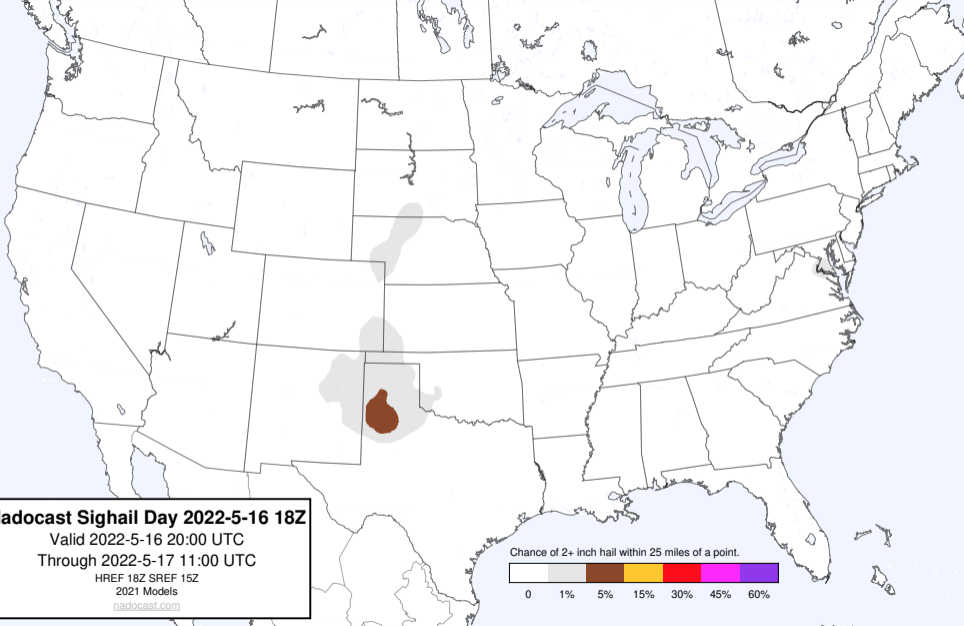 adocast Sighail Day 2022-5-16 18Z
Valid 2022-5-16 20:00 UTC
Through 2022-5-17 11:00 UTC
HREF 18Z SREF 15Z
2021 Models
nadocast.com
Chance of 2+ inch hail within 25 miles of a point.
0 1% 5% 15% 30% 45% 60%